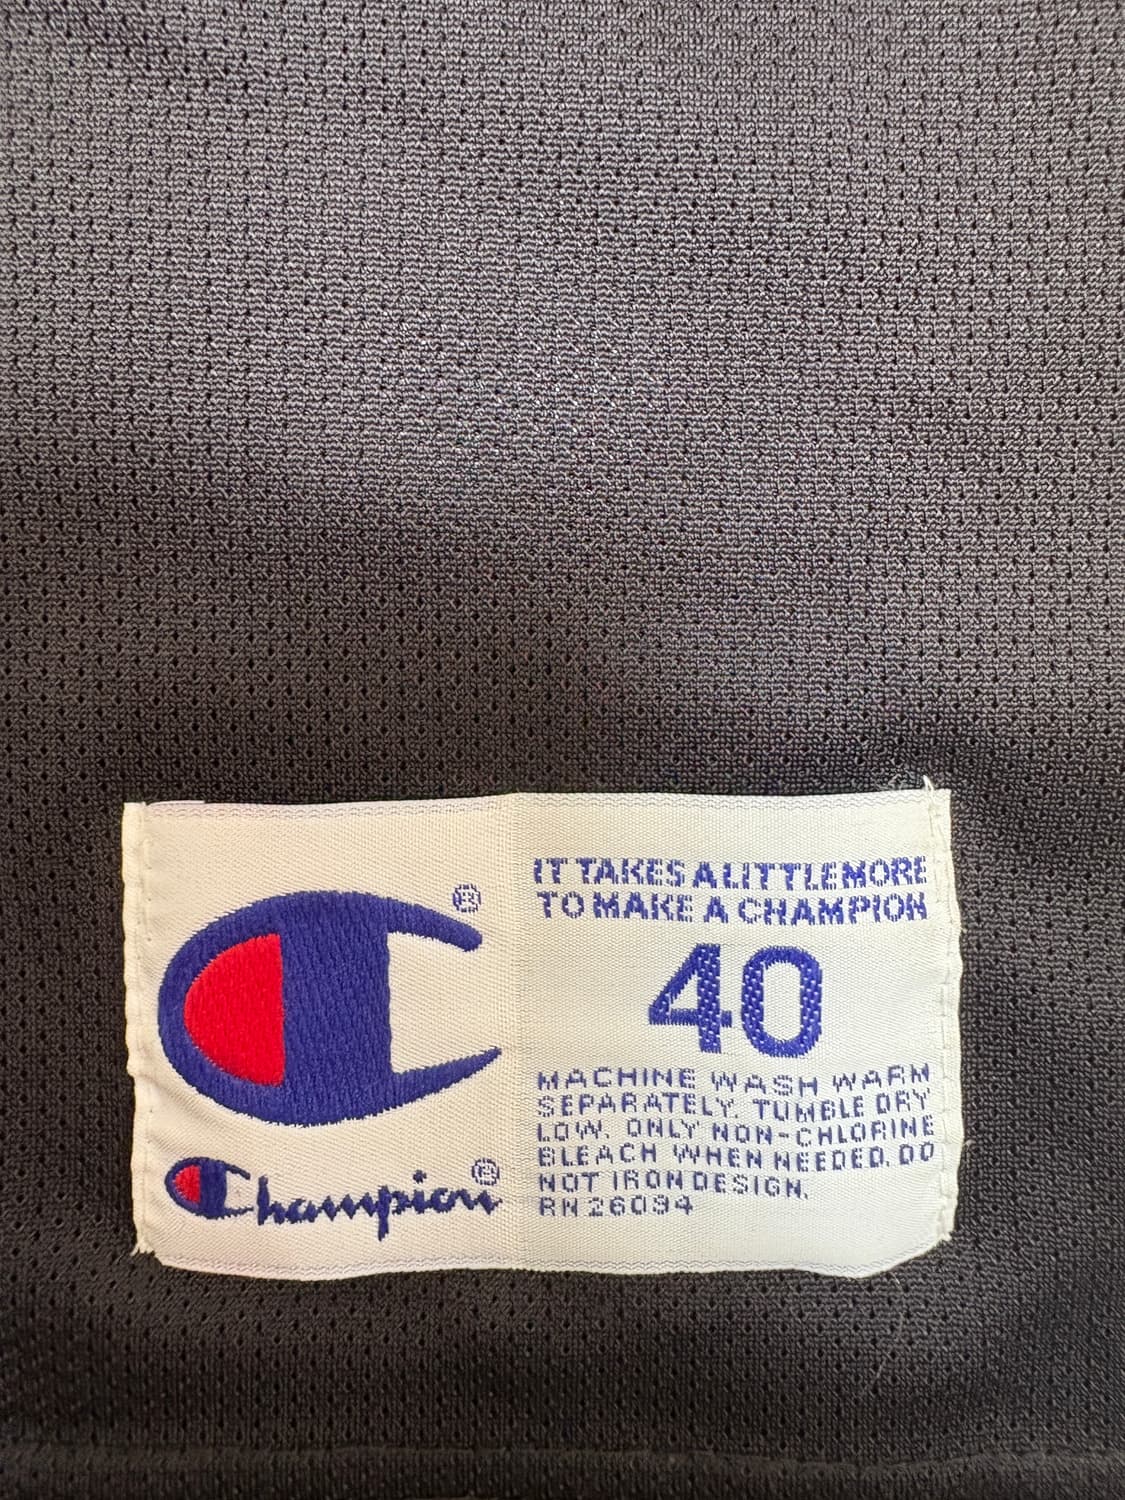 ®
Champion®
IT TAKES A LITTLE MORE
TO MAKE A CHAMPION
40
MACHINE WASH WARM
SEPARATELY. TUMBLE DRY
LOW. ONLY NON-CHLORINE
BLEACH WHEN NEEDED. DO
NOT IRON DESIGN.
RN 26094